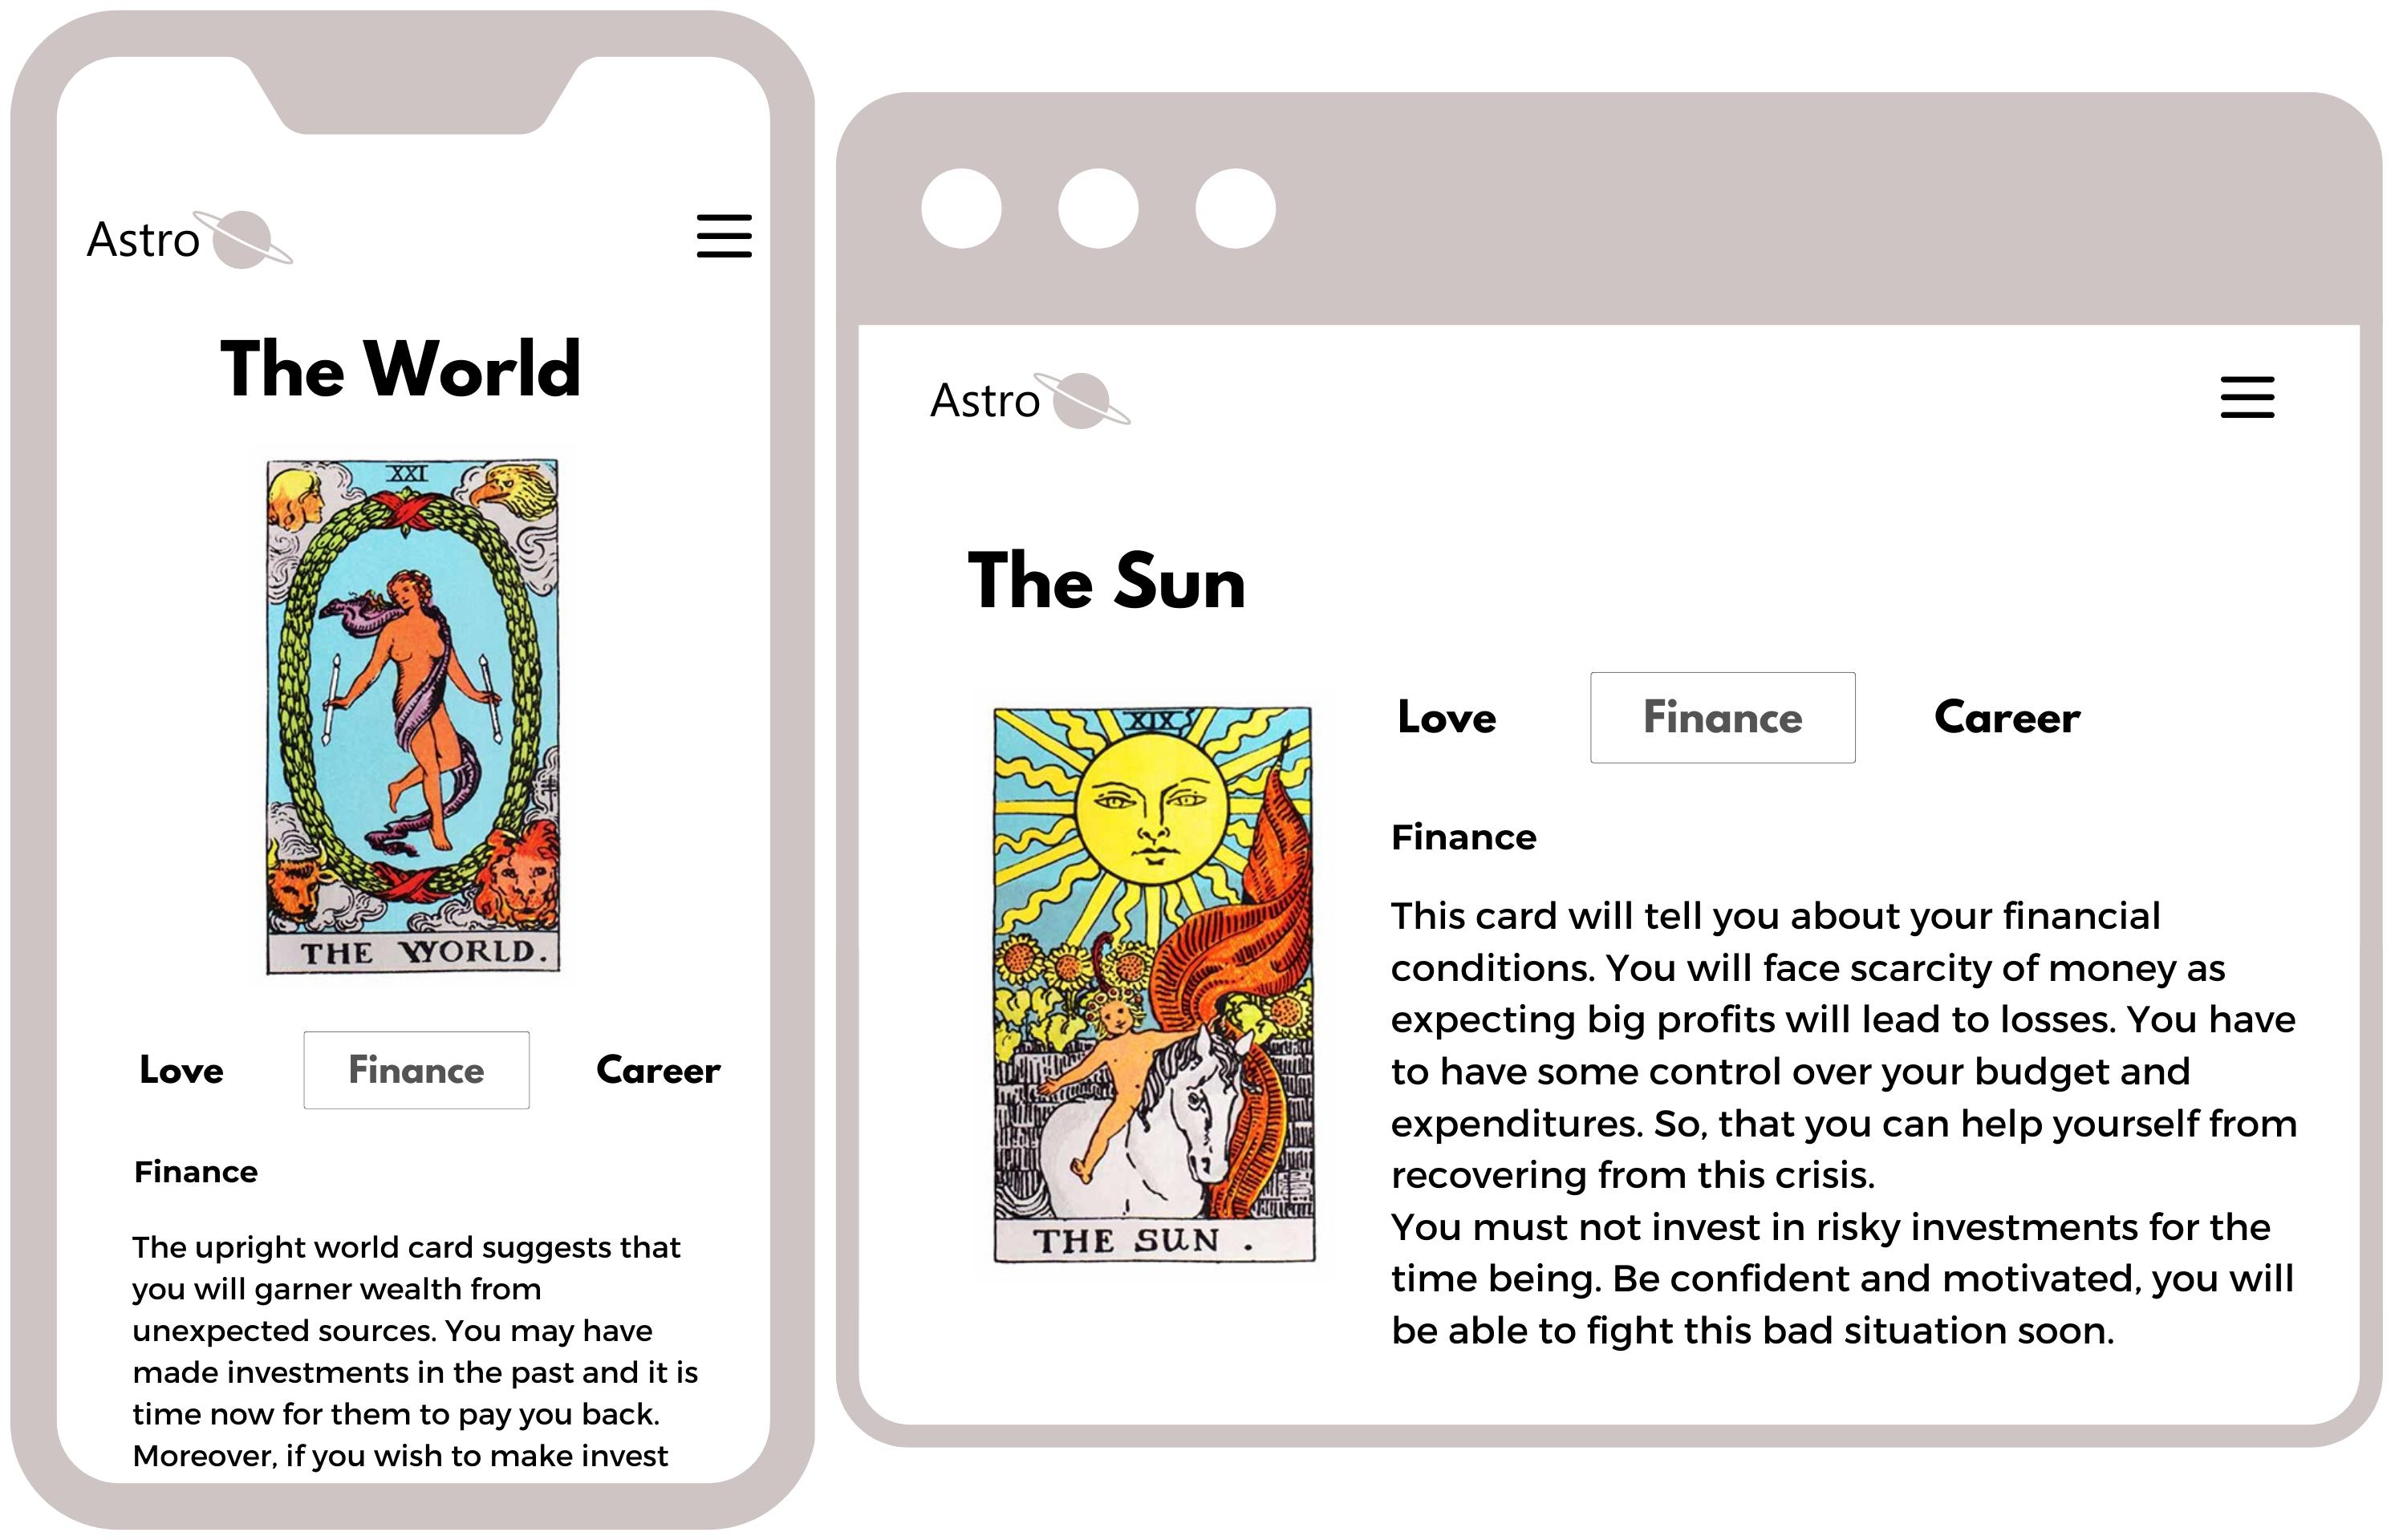 Astro
The World
XXI
THE WORLD.
Love
Finance
Career
Finance
The upright world card suggests that
you will garner wealth from
unexpected sources. You may have
made investments in the past and it is
time now for them to pay you back.
Moreover, if you wish to make invest
Astro
The Sun
XIX
THE SUN .
Love
Finance
Career
Finance
This card will tell you about your financial
conditions. You will face scarcity of money as
expecting big profits will lead to losses. You have
to have some control over your budget and
expenditures. So, that you can help yourself from
recovering from this crisis.
You must not invest in risky investments for the
time being. Be confident and motivated, you will
be able to fight this bad situation soon.